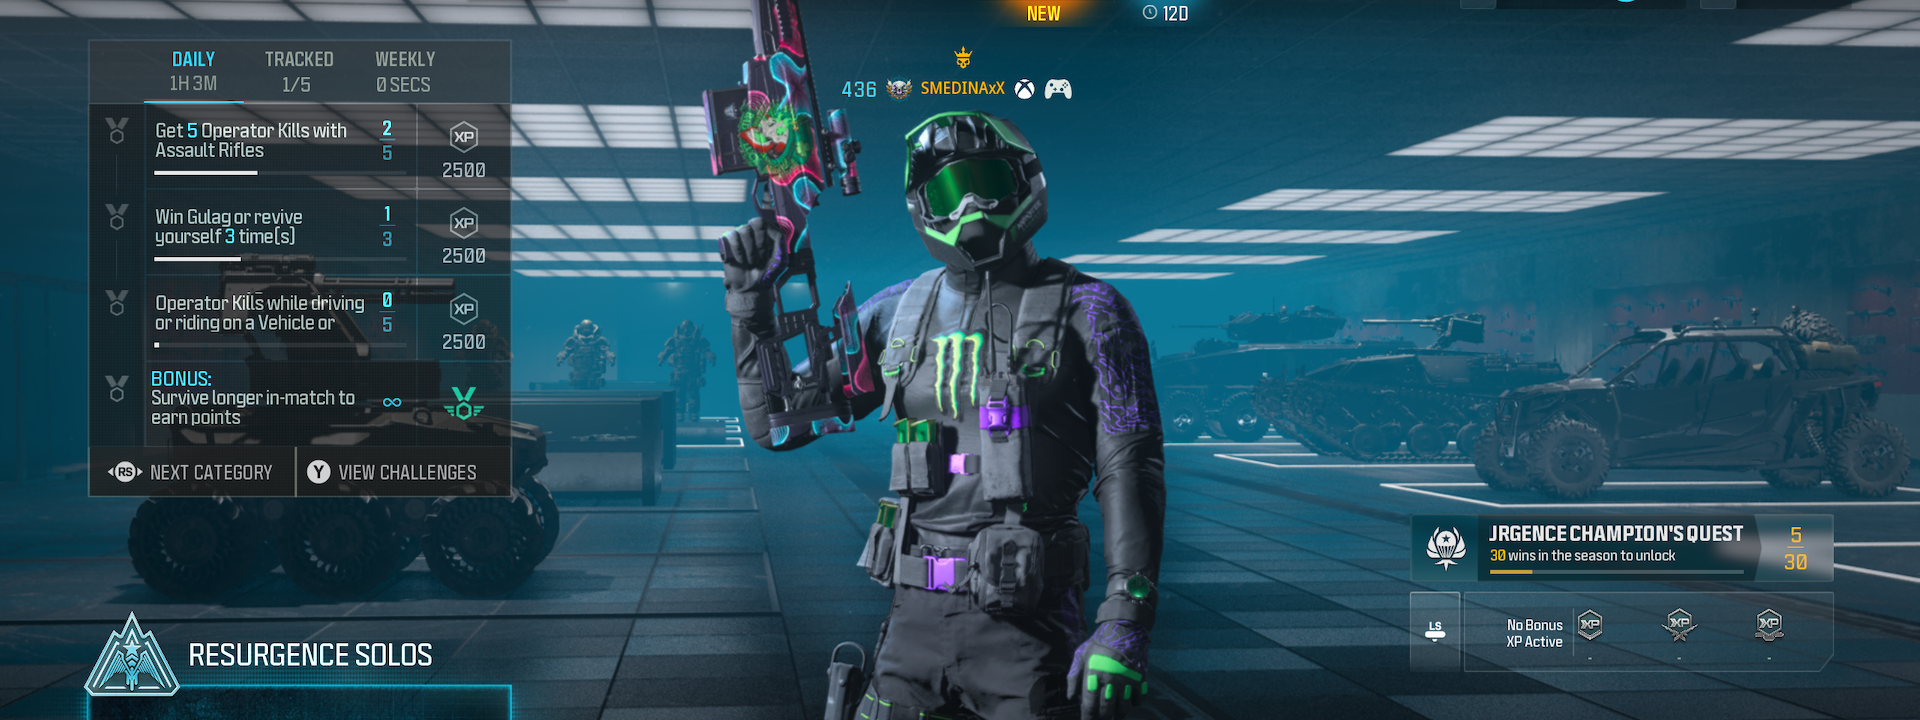 NEW
12D
DAILY
1H 3M
TRACKED
1/5
WEEKLY
0 SECS
436 SMEDINAxX
Get 5 Operator Kills with
Assault Rifles
2
5
XP
2500
Win Gulag or revive
yourself 3 time[s]
1
3
XP
2500
Operator Kills while driving
or riding on a Vehicle or
0
5
XP
2500
BONUS:
Survive longer in-match to
earn points
∞
RS NEXT CATEGORY
Y VIEW CHALLENGES
JRGENCE CHAMPION'S QUEST
30 wins in the season to unlock
5
30
LS
No Bonus
XP Active
XP
XP
XP
RESURGENCE SOLOS